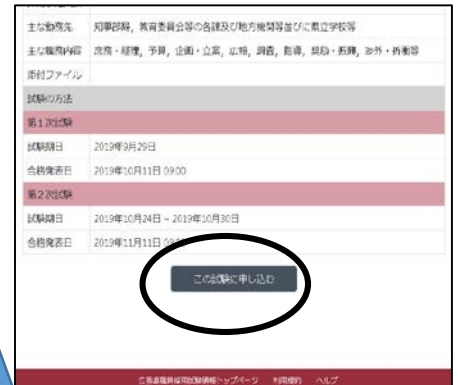 主な勤務先 知事部局，教育委員会等の各課及び地方機関等並びに県立学校等
主な職務内容 庶務・経理，予算，企画・立案，広報，調査，指導，奨励・振興，渉外・折衝等
添付ファイル
試験の方法
第1次試験
試験期日 2019年9月29日
合格発表日 2019年10月11日 09:00
第2次試験
試験期日 2019年10月24日 ~ 2019年10月30日
合格発表日 2019年11月11日 09:00
この試験に申し込む
広島県職員採用試験情報トップページ 利用規約 ヘルプ